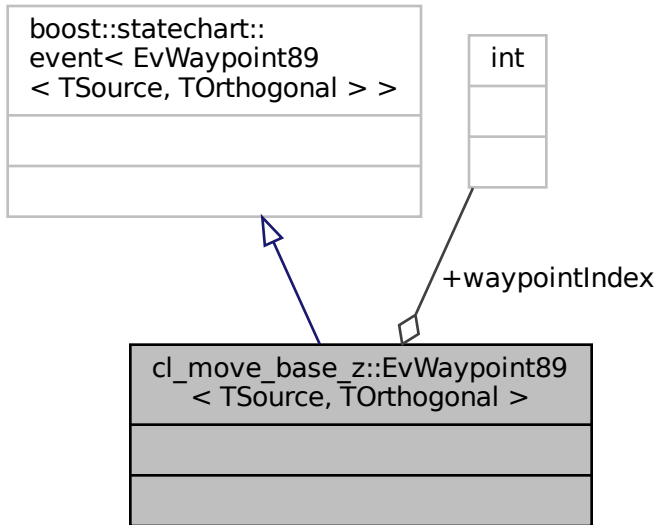 boost::statechart::
event< EvWaypoint89
< TSource, TOrthogonal > >
int
+waypointIndex
cl_move_base_z::EvWaypoint89
< TSource, TOrthogonal >